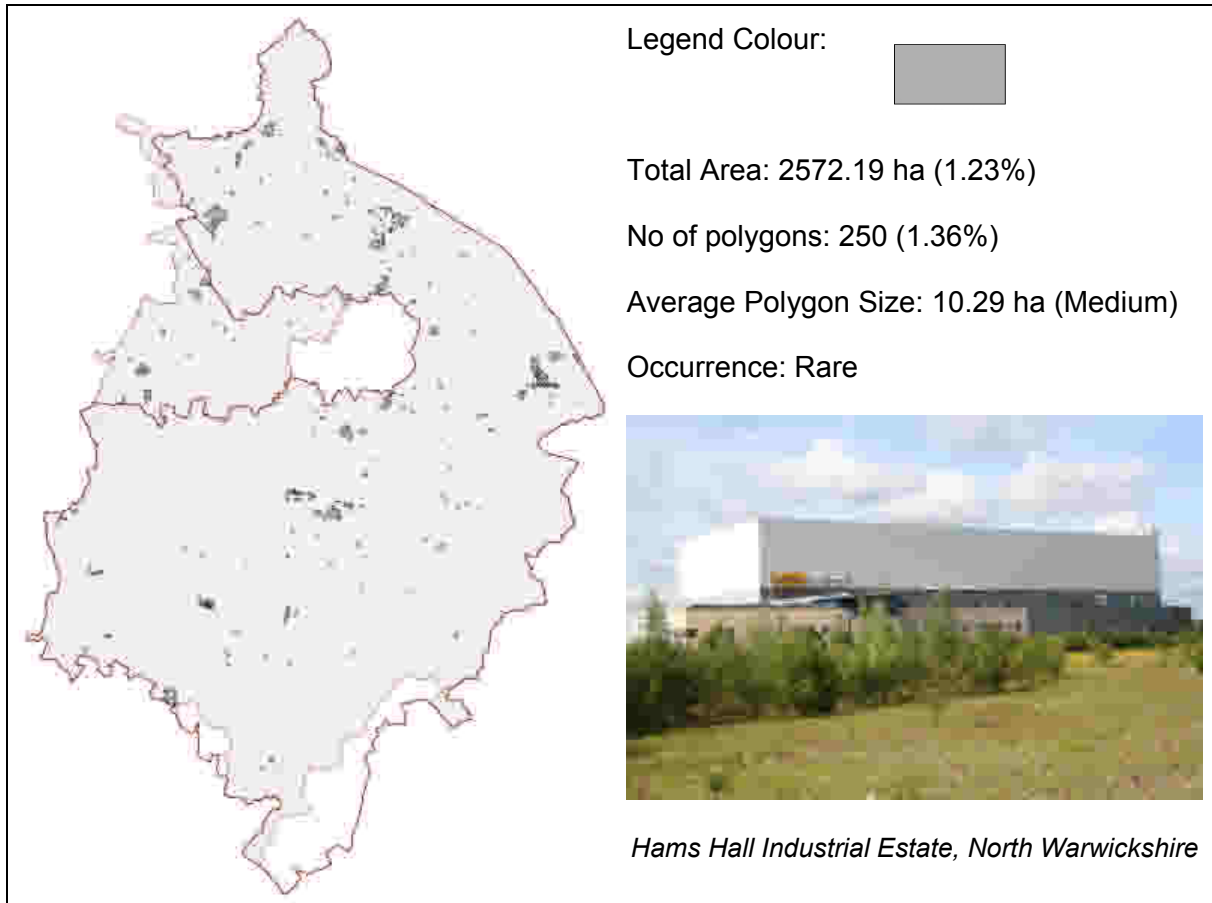 Legend Colour:
Total Area: 2572.19 ha (1.23%)
No of polygons: 250 (1.36%)
Average Polygon Size: 10.29 ha (Medium)
Occurrence: Rare
Hams Hall Industrial Estate, North Warwickshire